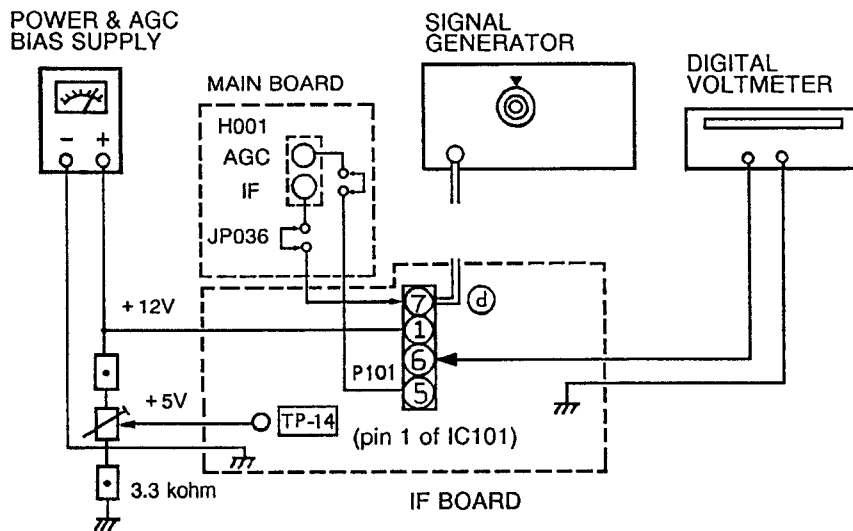 POWER & AGC
BIAS SUPPLY
SIGNAL
GENERATOR
DIGITAL
VOLTMETER
MAIN BOARD
H001
AGC
IF
JP036
- +
+12V
7
d
1
6
P101
5
+5V
TP-14
(pin 1 of IC101)
3.3 kohm
IF BOARD